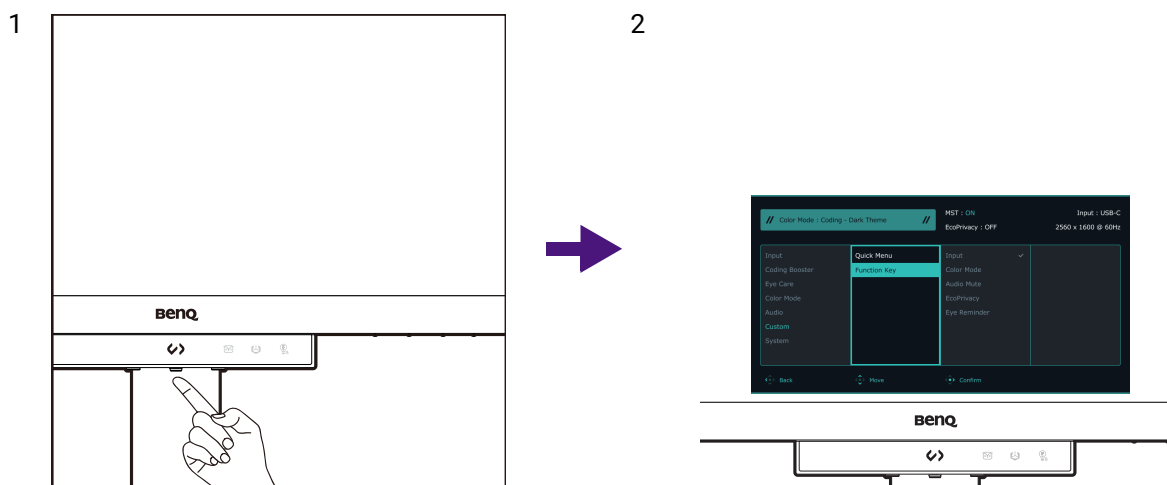 1
2
BenQ
// Color Mode : Coding - Dark Theme //
MST : ON
Input : USB-C
EcoPrivacy : OFF
2560 x 1600 @ 60Hz
Input
Coding Booster
Eye Care
Color Mode
Audio
Custom
System
Quick Menu
Function Key
Input
Color Mode
Audio Mute
EcoPrivacy
Eye Reminder
Back
Move
Confirm
BenQ